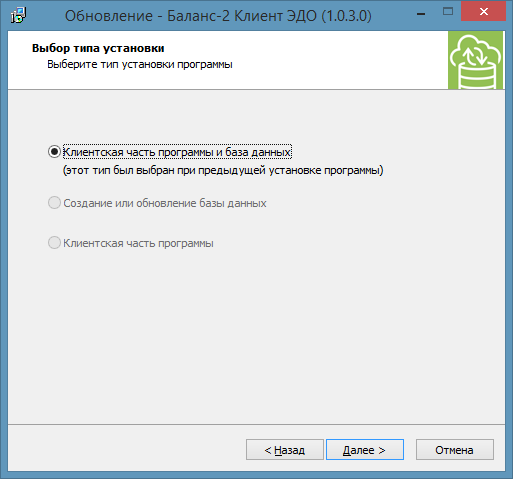 Обновление - Баланс-2 Клиент ЭДО (1.0.3.0)
Выбор типа установки
Выберите тип установки программы
Клиентская часть программы и база данных
(этот тип был выбран при предыдущей установке программы)
Создание или обновление базы данных
Клиентская часть программы
< Назад
Далее >
Отмена